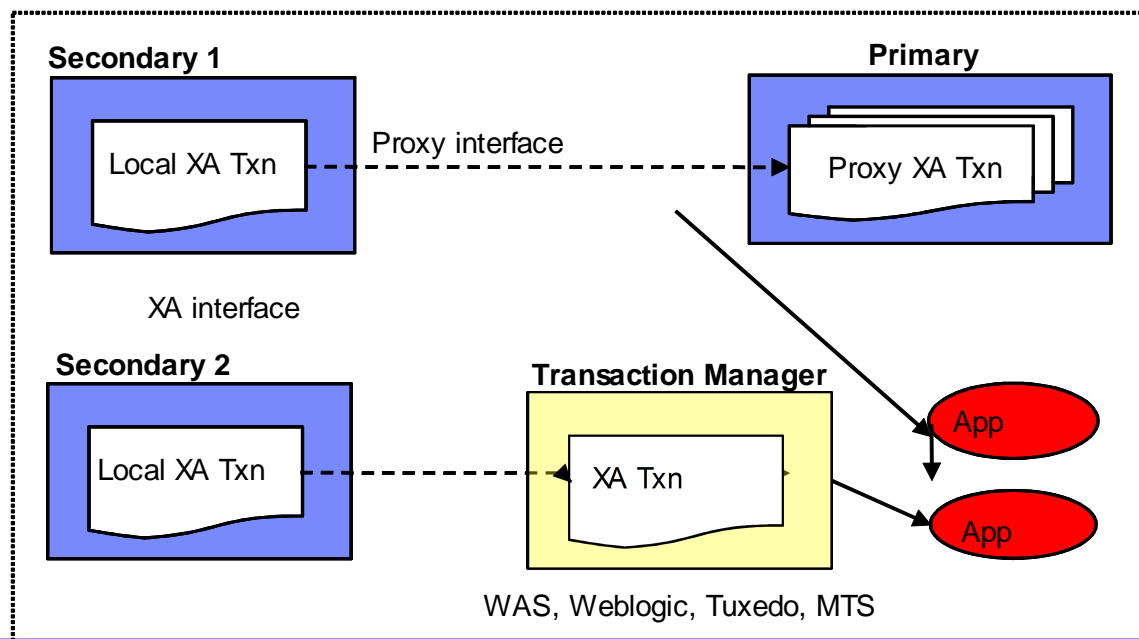 Secondary 1
Primary
Local XA Txn
Proxy interface
Proxy XA Txn
XA interface
Secondary 2
Transaction Manager
Local XA Txn
XA Txn
App
App
WAS, Weblogic, Tuxedo, MTS